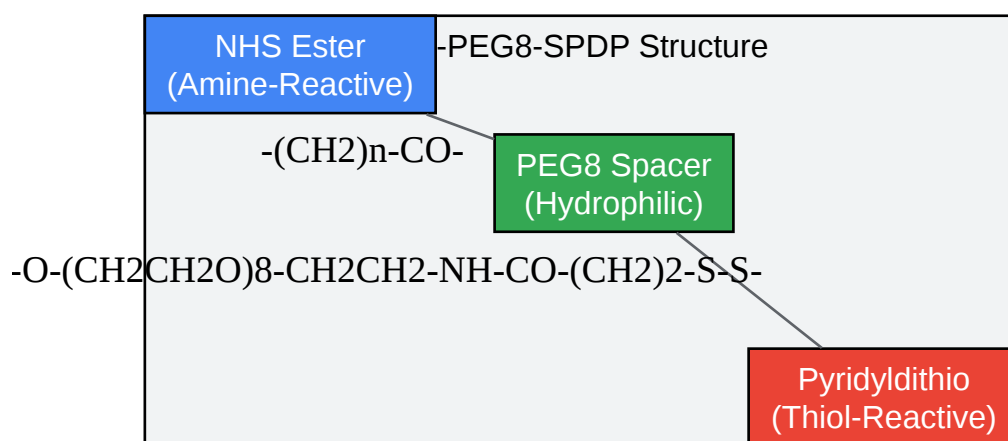 NHS Ester
(Amine-Reactive)
-PEG8-SPDP Structure
-(CH2)n-CO-
PEG8 Spacer
(Hydrophilic)
-O-(CH2CH2O)8-CH2CH2-NH-CO-(CH2)2-S-S-
Pyridyldithio
(Thiol-Reactive)